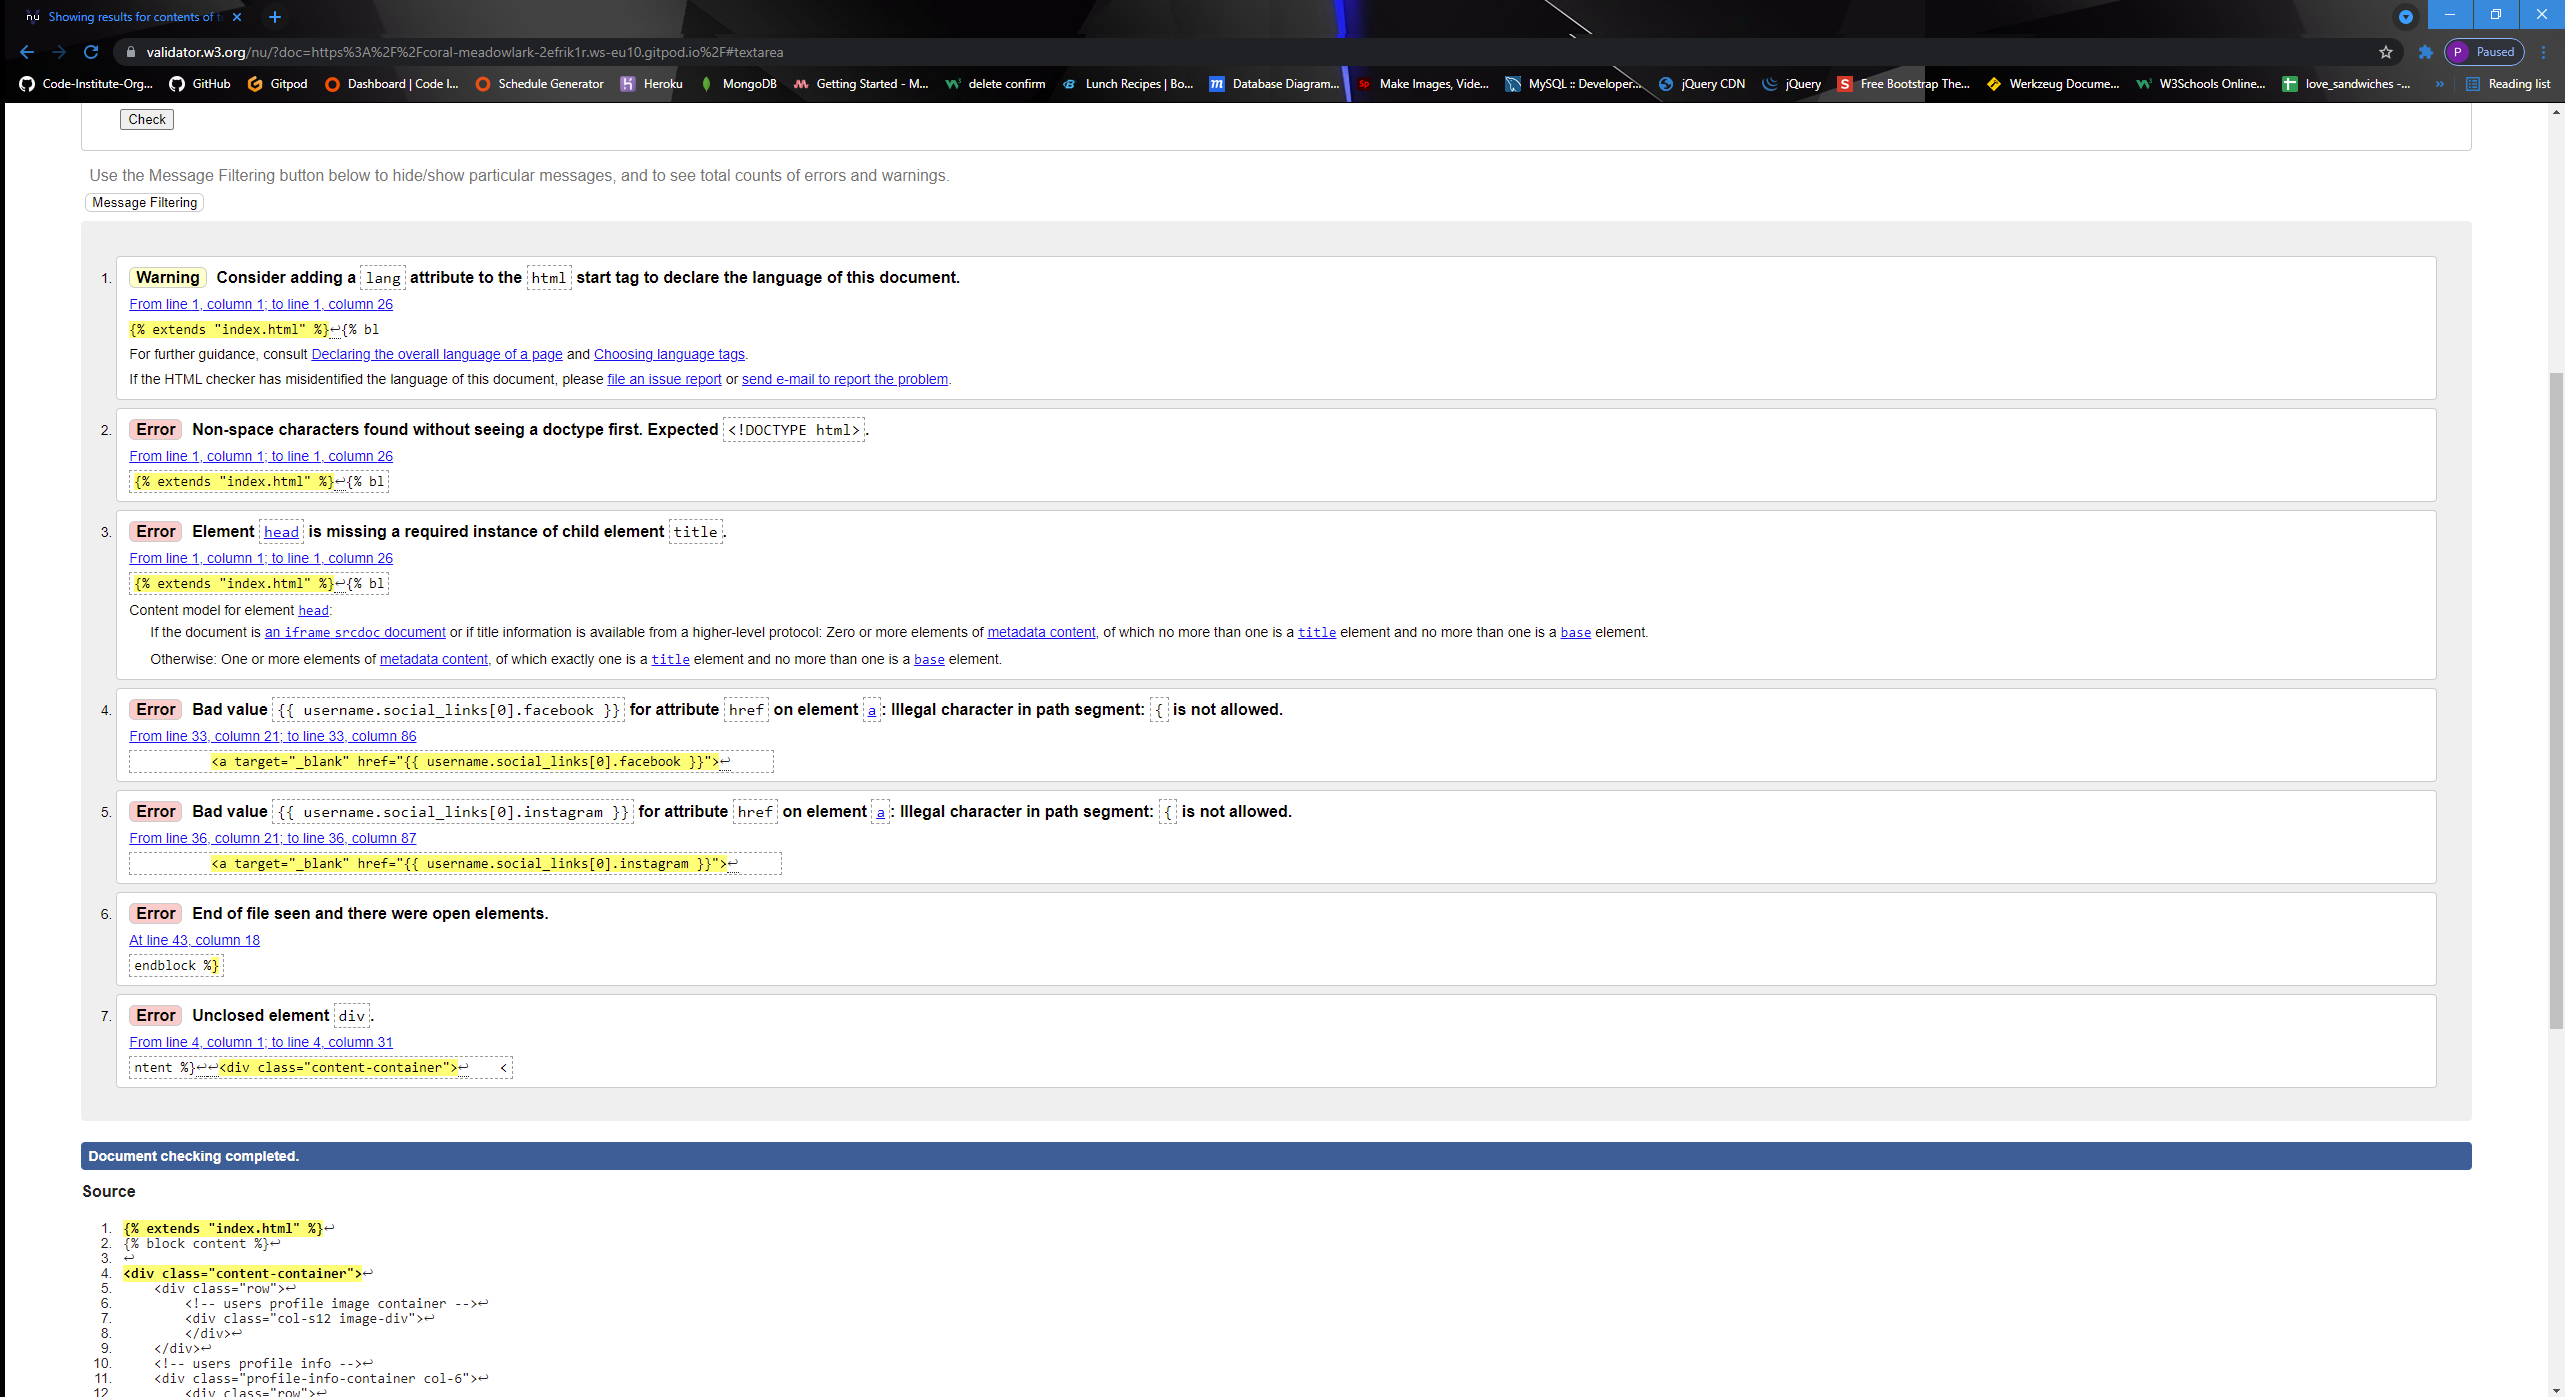 Showing results for contents of t
validator.w3.org/nu/?doc=https%3A%2F%2Fcoral-meadowlark-2efrik1r.ws-eu10.gitpod.io%2F#textarea
P Paused
Code-Institute-Org... GitHub Gitpod Dashboard | Code I... Schedule Generator Heroku MongoDB Getting Started - M... delete confirm Lunch Recipes | Bo... Database Diagram... Make Images, Vide... MySQL :: Developer... jQuery CDN jQuery Free Bootstrap The... Werkzeug Docume... W3Schools Online... love_sandwiches -... » Reading list
Check
Use the Message Filtering button below to hide/show particular messages, and to see total counts of errors and warnings.
Message Filtering
1. Warning Consider adding a lang attribute to the html start tag to declare the language of this document.
From line 1, column 1; to line 1, column 26
{% extends "index.html" %}↩{% bl
For further guidance, consult Declaring the overall language of a page and Choosing language tags.
If the HTML checker has misidentified the language of this document, please file an issue report or send e-mail to report the problem.
2. Error Non-space characters found without seeing a doctype first. Expected <!DOCTYPE html>.
From line 1, column 1; to line 1, column 26
{% extends "index.html" %}↩{% bl
3. Error Element head is missing a required instance of child element title.
From line 1, column 1; to line 1, column 26
{% extends "index.html" %}↩{% bl
Content model for element head:
If the document is an iframe srcdoc document or if title information is available from a higher-level protocol: Zero or more elements of metadata content, of which no more than one is a title element and no more than one is a base element.
Otherwise: One or more elements of metadata content, of which exactly one is a title element and no more than one is a base element.
4. Error Bad value {{ username.social_links[0].facebook }} for attribute href on element a: Illegal character in path segment: { is not allowed.
From line 33, column 21; to line 33, column 86
<a target="_blank" href="{{ username.social_links[0].facebook }}">↩
5. Error Bad value {{ username.social_links[0].instagram }} for attribute href on element a: Illegal character in path segment: { is not allowed.
From line 36, column 21; to line 36, column 87
<a target="_blank" href="{{ username.social_links[0].instagram }}">↩
6. Error End of file seen and there were open elements.
At line 43, column 18
endblock %}
7. Error Unclosed element div.
From line 4, column 1; to line 4, column 31
ntent %}↩↩<div class="content-container">↩    <
Document checking completed.
Source
1. {% extends "index.html" %}↩
2. {% block content %}↩
3. ↩
4. <div class="content-container">↩
5. <div class="row">↩
6. <!-- users profile image container -->↩
7. <div class="col-s12 image-div">↩
8. </div>↩
9. </div>↩
10. <!-- users profile info -->↩
11. <div class="profile-info-container col-6">↩
12. <div class="row">↩